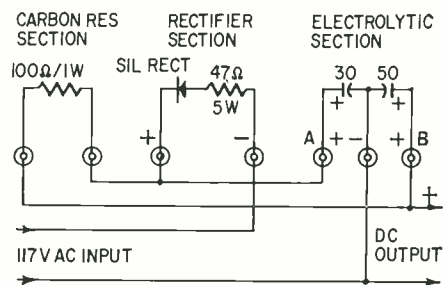 CARBON RES SECTION
RECTIFIER SECTION
ELECTROLYTIC SECTION
100Ω/1W
SIL RECT
47Ω
5W
30
50
+
+
+
-
A
+
-
+
B
+
117V AC INPUT
DC OUTPUT